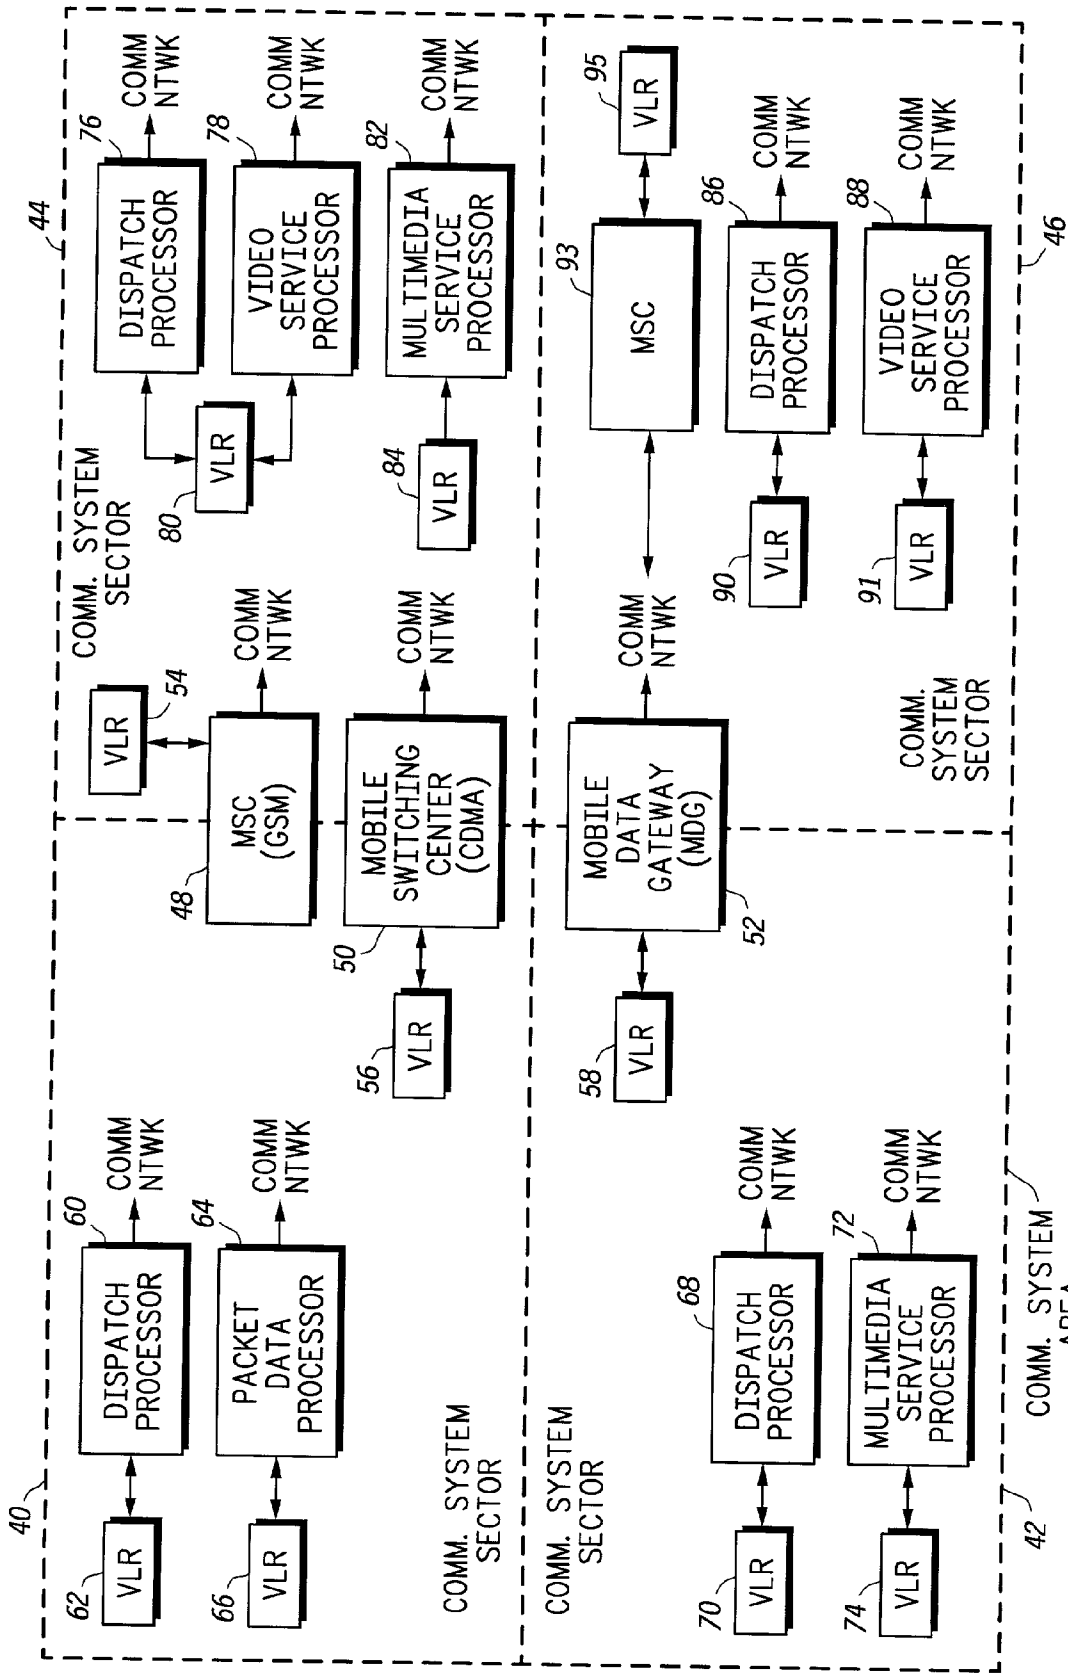 40
62
VLR
60
DISPATCH
PROCESSOR
COMM
NTWK
66
VLR
64
PACKET
DATA
PROCESSOR
COMM
NTWK
COMM. SYSTEM
SECTOR
VLR
54
48
MSC
(GSM)
COMM
NTWK
56
VLR
50
MOBILE
SWITCHING
CENTER
(CDMA)
COMM
NTWK
44
COMM. SYSTEM
SECTOR
80
VLR
76
DISPATCH
PROCESSOR
COMM
NTWK
78
VIDEO
SERVICE
PROCESSOR
COMM
NTWK
84
VLR
82
MULTIMEDIA
SERVICE
PROCESSOR
COMM
NTWK
COMM. SYSTEM
SECTOR
58
VLR
52
MOBILE
DATA
GATEWAY
(MDG)
COMM
NTWK
70
VLR
68
DISPATCH
PROCESSOR
COMM
NTWK
74
VLR
72
MULTIMEDIA
SERVICE
PROCESSOR
COMM
NTWK
42
COMM. SYSTEM
AREA
93
MSC
95
VLR
90
VLR
86
DISPATCH
PROCESSOR
COMM
NTWK
91
VLR
88
VIDEO
SERVICE
PROCESSOR
COMM
NTWK
COMM.
SYSTEM
SECTOR
46